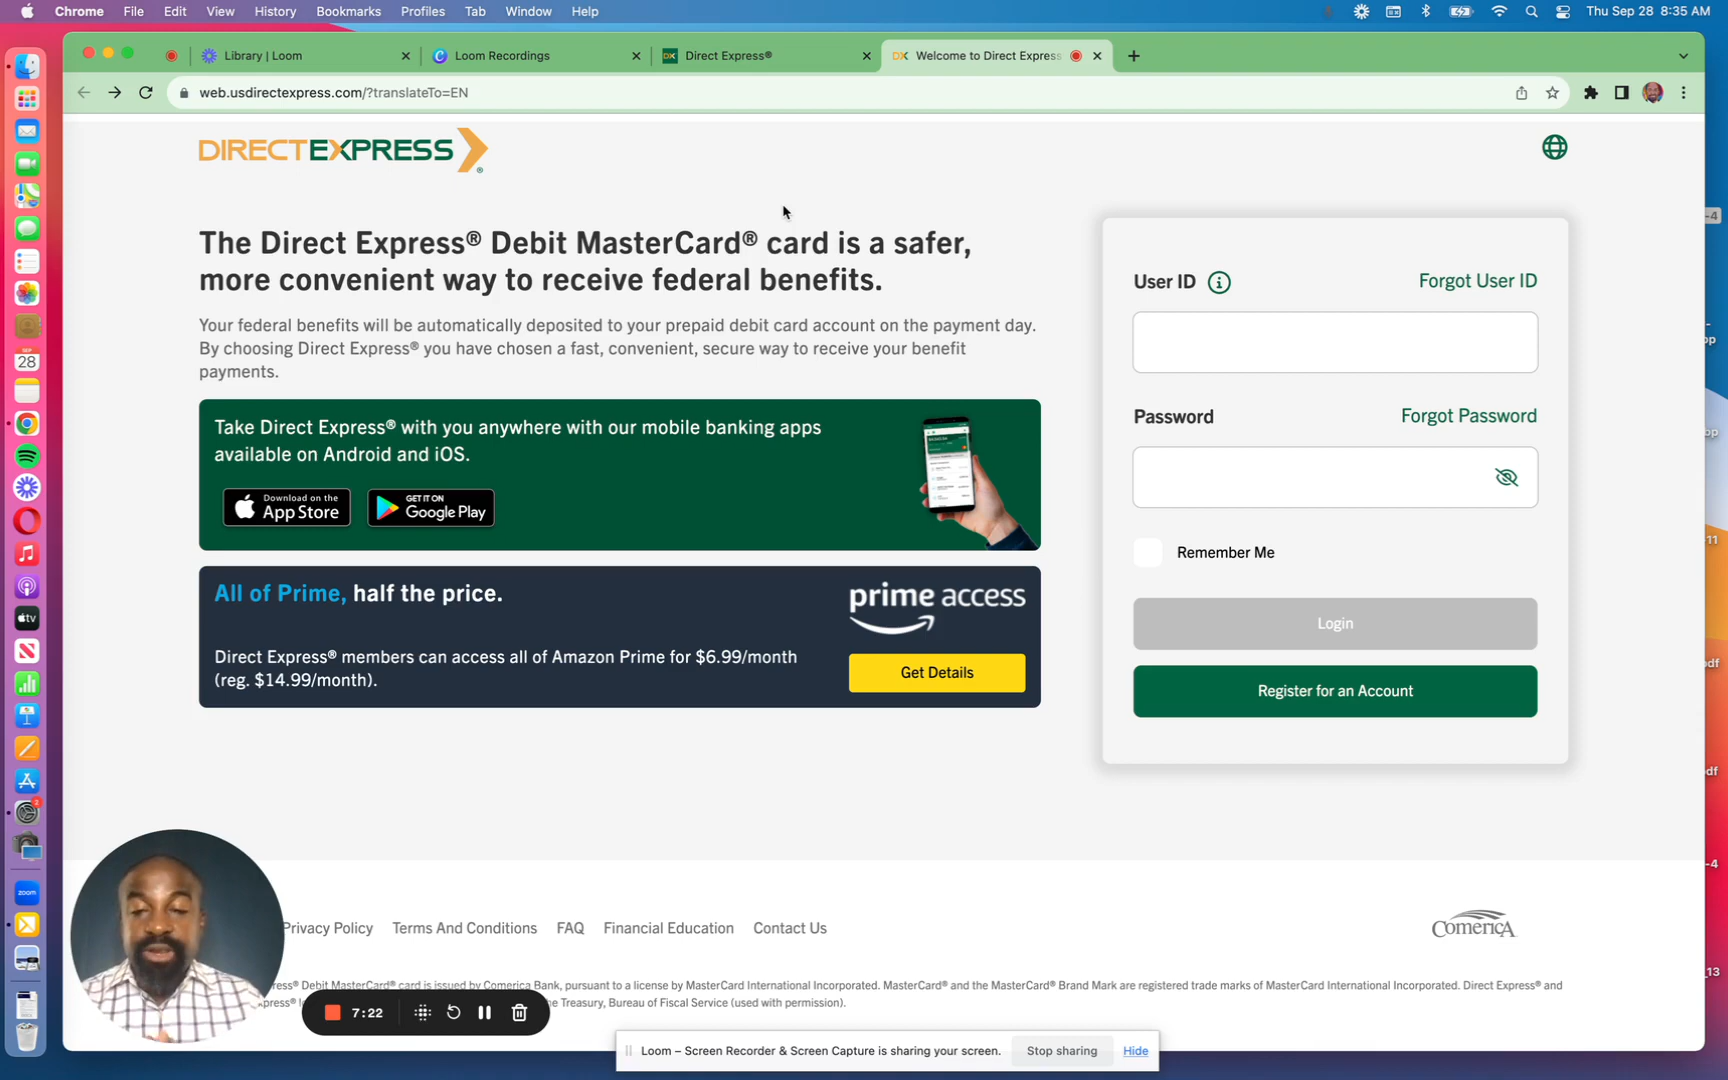 Chrome File Edit View History Bookmarks Profiles Tab Window Help Thu Sep 28 8:35 AM
Library | Loom Loom Recordings Direct Express® Welcome to Direct Express
web.usdirectexpress.com/?translateTo=EN
DIRECTEXPRESS®
The Direct Express® Debit MasterCard® card is a safer,
more convenient way to receive federal benefits.
Your federal benefits will be automatically deposited to your prepaid debit card account on the payment day.
By choosing Direct Express® you have chosen a fast, convenient, secure way to receive your benefit
payments.
Take Direct Express® with you anywhere with our mobile banking apps
available on Android and iOS.
Download on the
App Store
GET IT ON
Google Play
All of Prime, half the price.
prime access
Direct Express® members can access all of Amazon Prime for $6.99/month
(reg. $14.99/month).
Get Details
User ID Forgot User ID
Password Forgot Password
Remember Me
Login
Register for an Account
Privacy Policy Terms And Conditions FAQ Financial Education Contact Us
Comerica
press® Debit MasterCard® card is issued by Comerica Bank, pursuant to a license by MasterCard International Incorporated. MasterCard® and the MasterCard® Brand Mark are registered trade marks of MasterCard International Incorporated. Direct Express® and
the Treasury, Bureau of Fiscal Service (used with permission).
7:22
Loom – Screen Recorder & Screen Capture is sharing your screen. Stop sharing Hide
SEP
28
tv
zoom
2
-4
-11
-4
_13